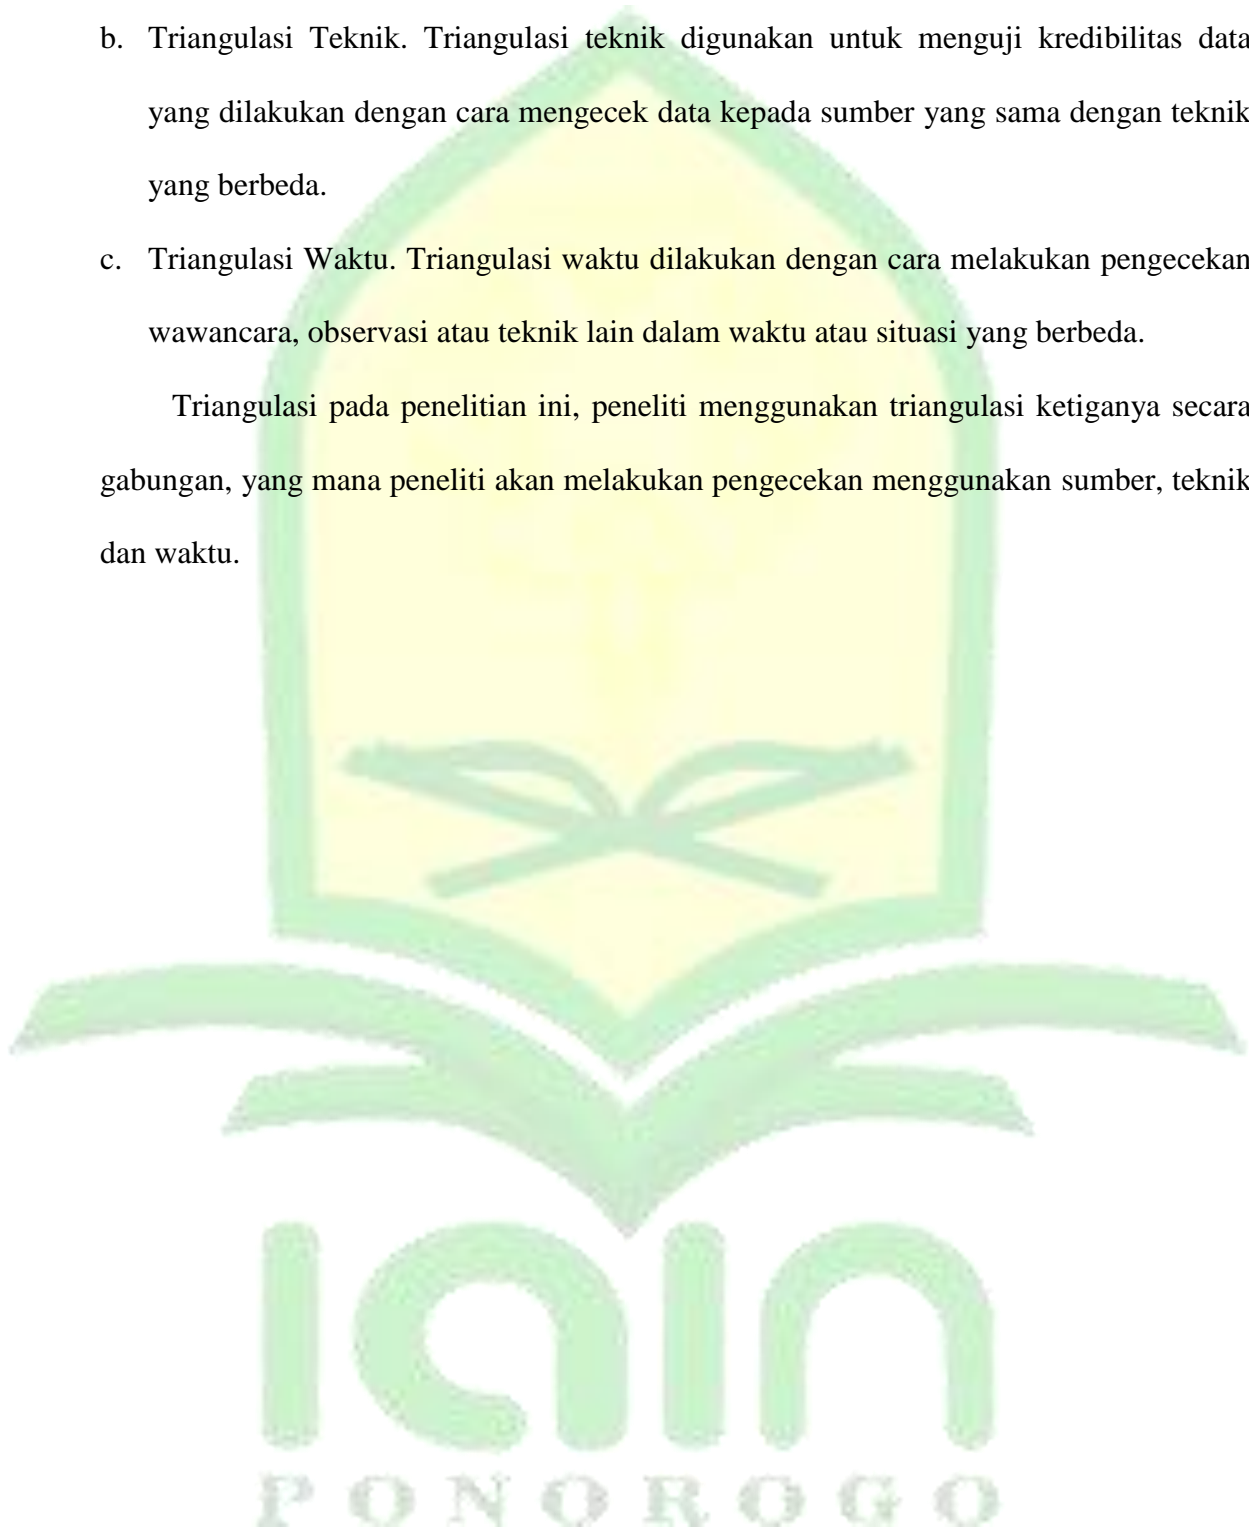 b. Triangulasi Teknik. Triangulasi teknik digunakan untuk menguji kredibilitas data
yang dilakukan dengan cara mengecek data kepada sumber yang sama dengan teknik
yang berbeda.
c. Triangulasi Waktu. Triangulasi waktu dilakukan dengan cara melakukan pengecekan
wawancara, observasi atau teknik lain dalam waktu atau situasi yang berbeda.
Triangulasi pada penelitian ini, peneliti menggunakan triangulasi ketiganya secara
gabungan, yang mana peneliti akan melakukan pengecekan menggunakan sumber, teknik
dan waktu.
iain
PONOROGO